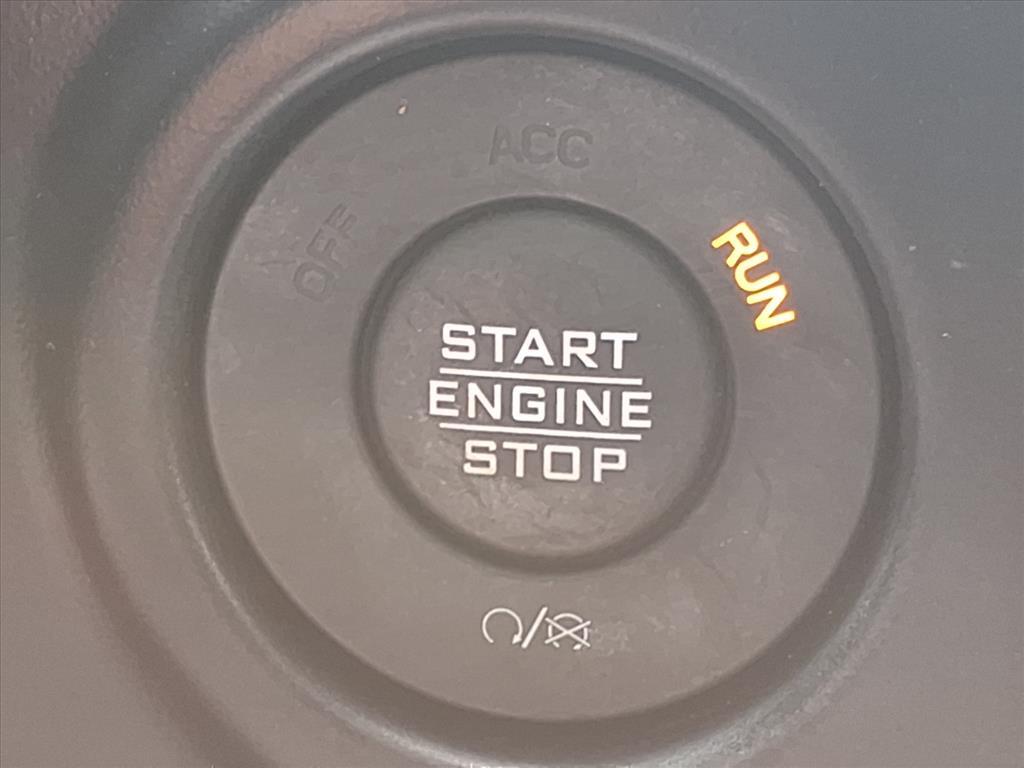 ACC
OFF
RUN
START
ENGINE
STOP